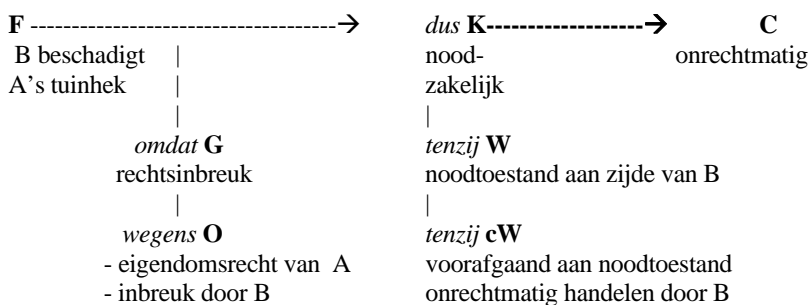 F ------------------------------------→ dus K----------------→ C
B beschadigt | nood- onrechtmatig
A's tuinhek | zakelijk
| |
omdat G tenzij W
rechtsinbreuk noodtoestand aan zijde van B
| |
wegens O tenzij cW
- eigendomsrecht van A voorafgaand aan noodtoestand
- inbreuk door B onrechtmatig handelen door B